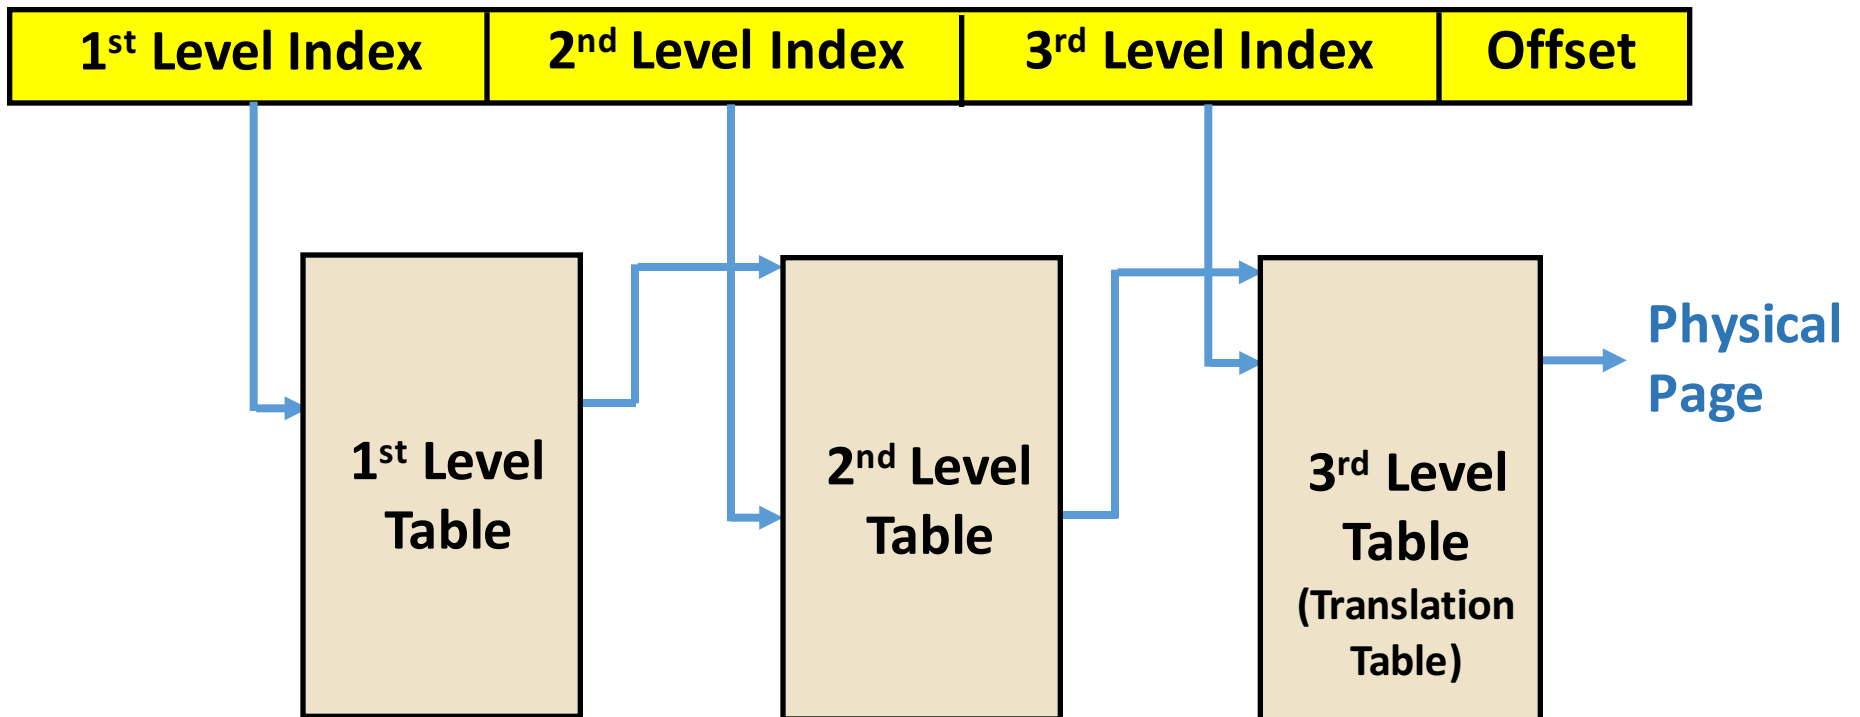 1st Level Index 2nd Level Index 3rd Level Index Offset
1st Level
Table
2nd Level
Table
3rd Level
Table
(Translation
Table)
Physical
Page